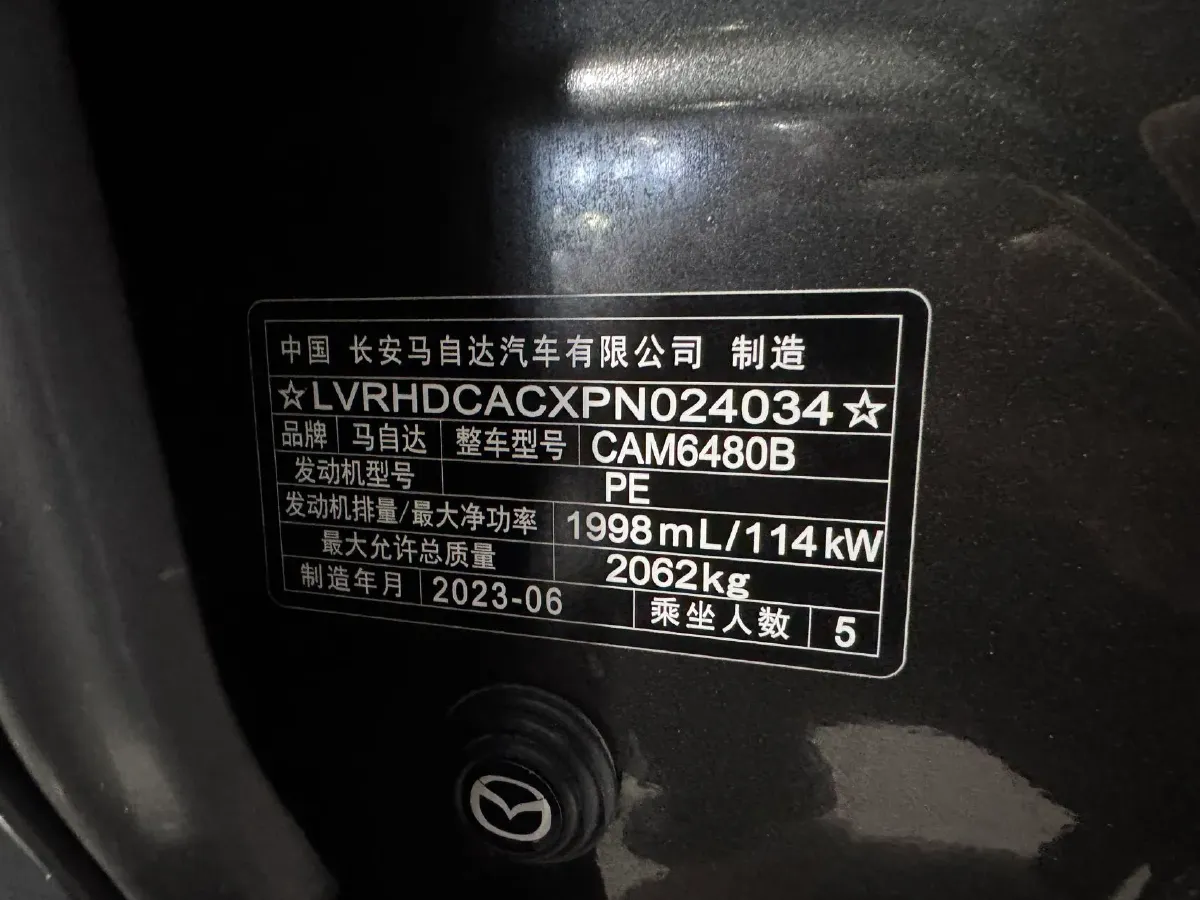 中国 长安马自达汽车有限公司 制造
☆LVRHDCACXPN024034☆
品牌 马自达 整车型号 CAM6480B
发动机型号 PE
发动机排量/最大净功率 1998mL/114kW
最大允许总质量 2062kg
制造年月 2023-06 乘坐人数 5